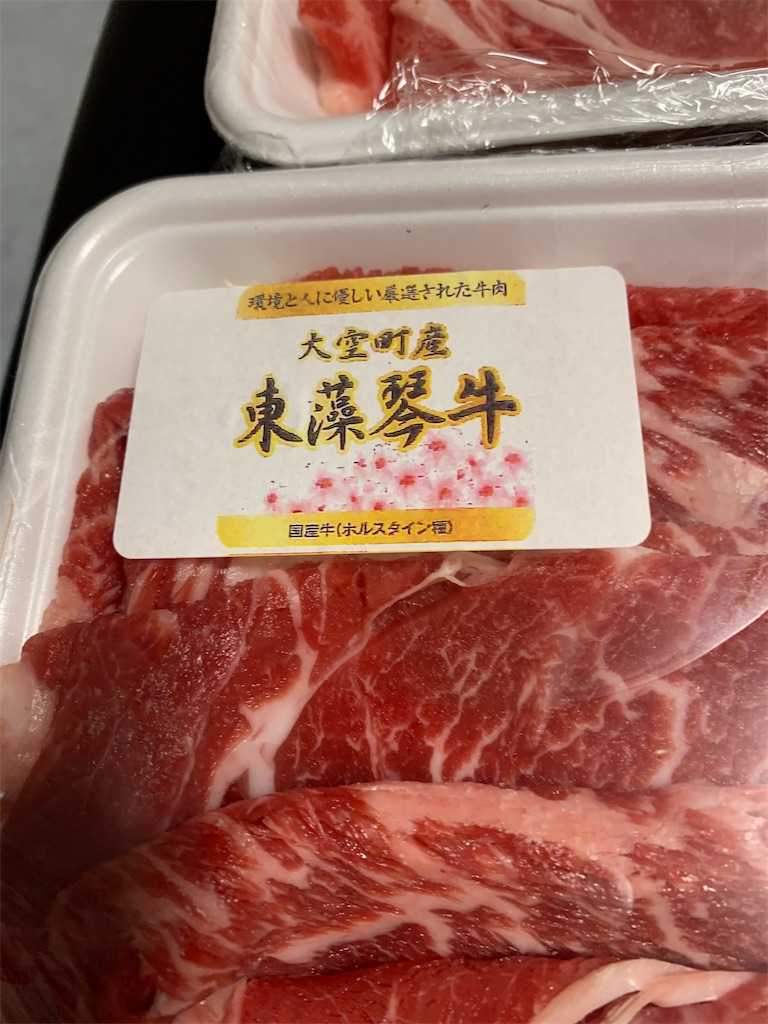 環境と人に優しい厳選された牛肉
大空町産
東藻琴牛
国産牛(ホルスタイン種)